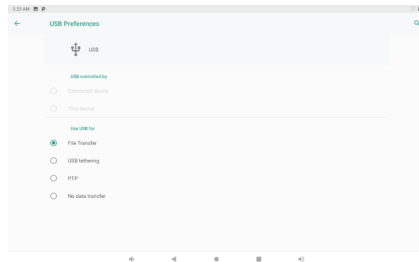 3:25 AM P
USB Preferences
USB
USB controlled by
Connected device
This device
Use USB for
File Transfer
USB tethering
PTP
No data transfer